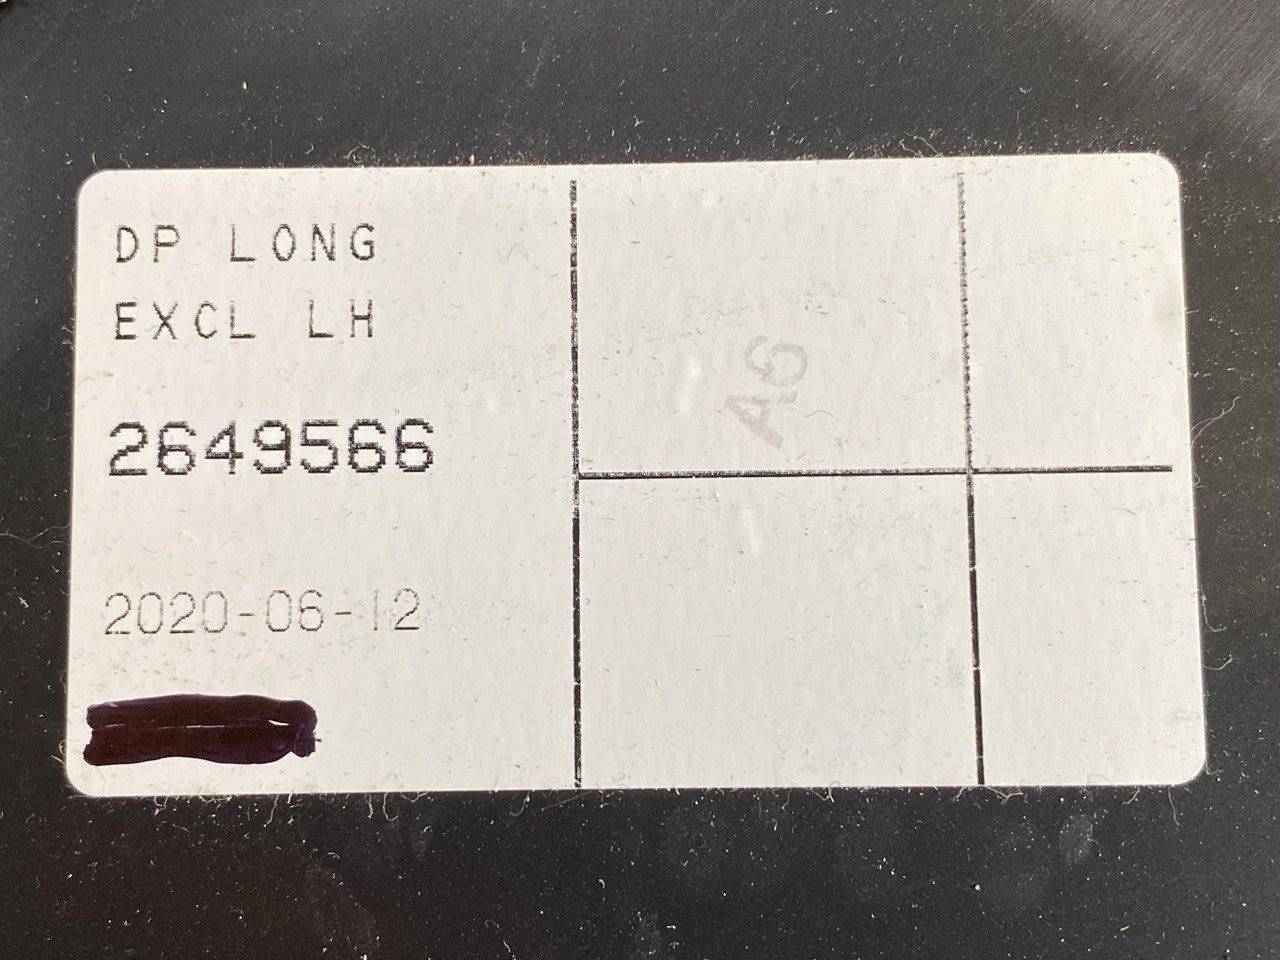 DP LONG
EXCL LH
2649566
2020-06-12
A6